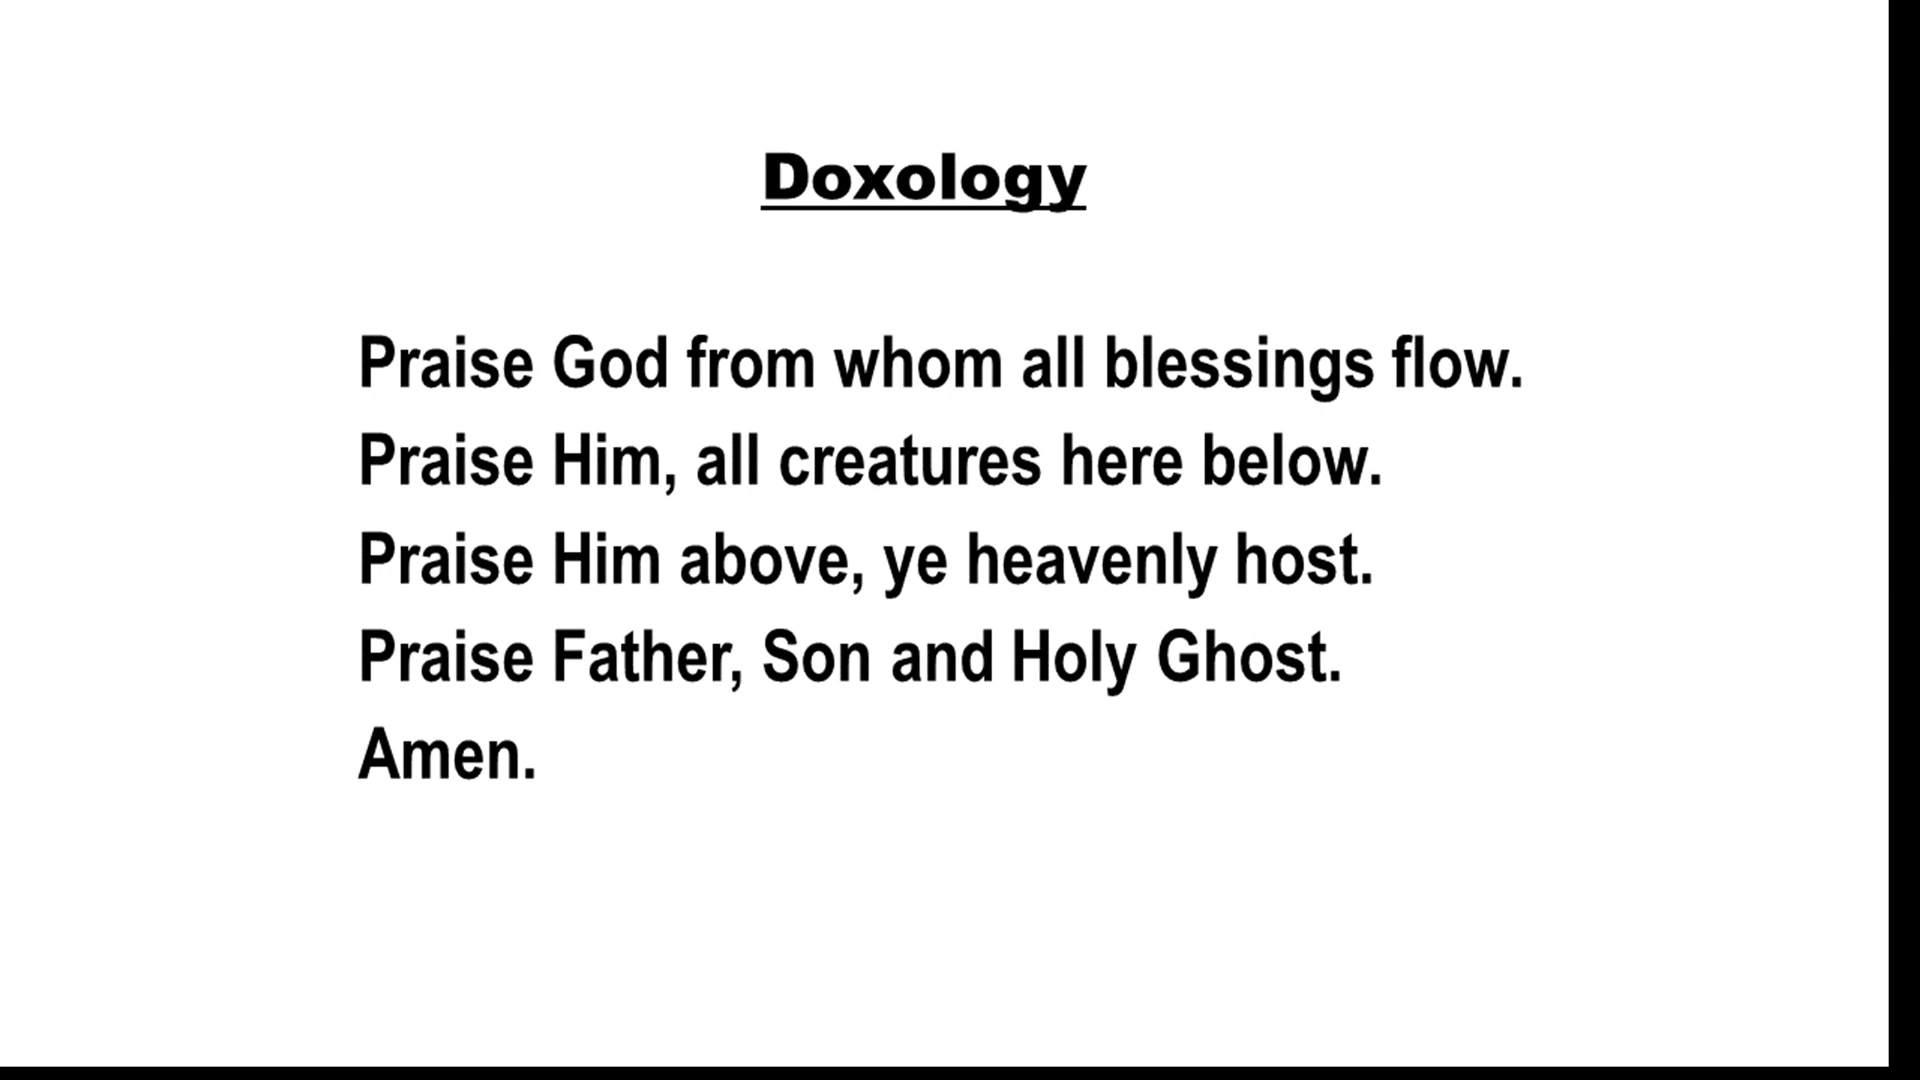 Doxology
Praise God from whom all blessings flow.
Praise Him, all creatures here below.
Praise Him above, ye heavenly host.
Praise Father, Son and Holy Ghost.
Amen.